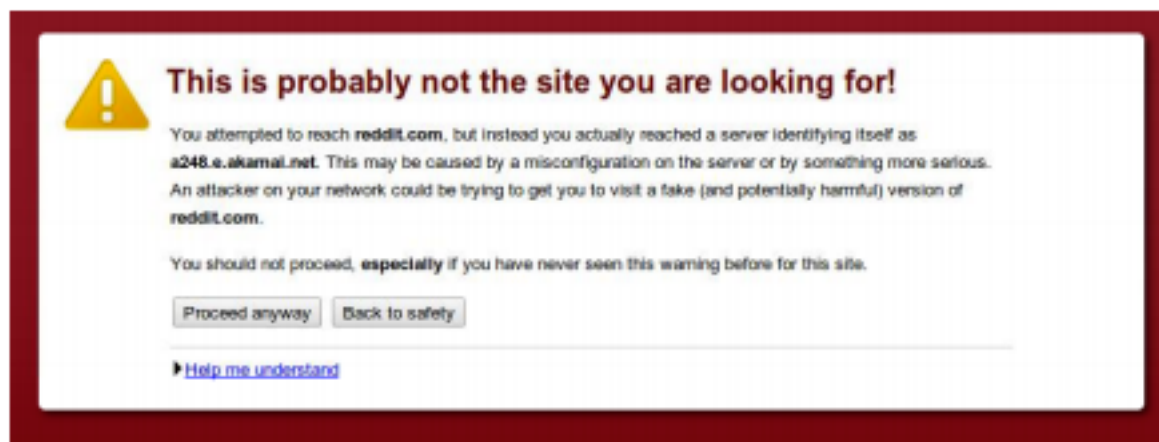 This is probably not the site you are looking for!
You attempted to reach reddit.com, but instead you actually reached a server identifying itself as
a248.e.akamai.net. This may be caused by a misconfiguration on the server or by something more serious.
An attacker on your network could be trying to get you to visit a fake (and potentially harmful) version of
reddit.com.
You should not proceed, especially if you have never seen this warning before for this site.
Proceed anyway Back to safety
Help me understand